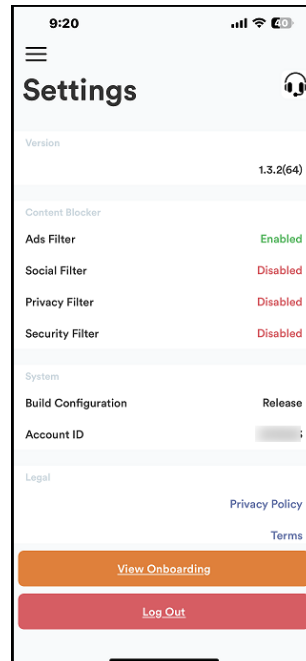 9:20
40
Settings
Version
1.3.2(64)
Content Blocker
Ads Filter Enabled
Social Filter Disabled
Privacy Filter Disabled
Security Filter Disabled
System
Build Configuration Release
Account ID
Legal
Privacy Policy
Terms
View Onboarding
Log Out